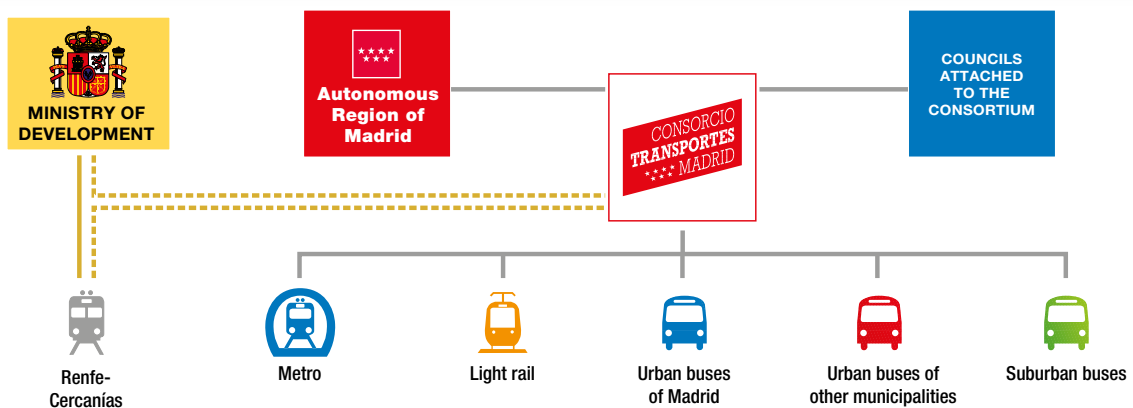 MINISTRY OF
DEVELOPMENT
Autonomous
Region of
Madrid
CONSORCIO
TRANSPORTES
MADRID
COUNCILS
ATTACHED
TO THE
CONSORTIUM
Renfe-
Cercanías
Metro
Light rail
Urban buses
of Madrid
Urban buses of
other municipalities
Suburban buses